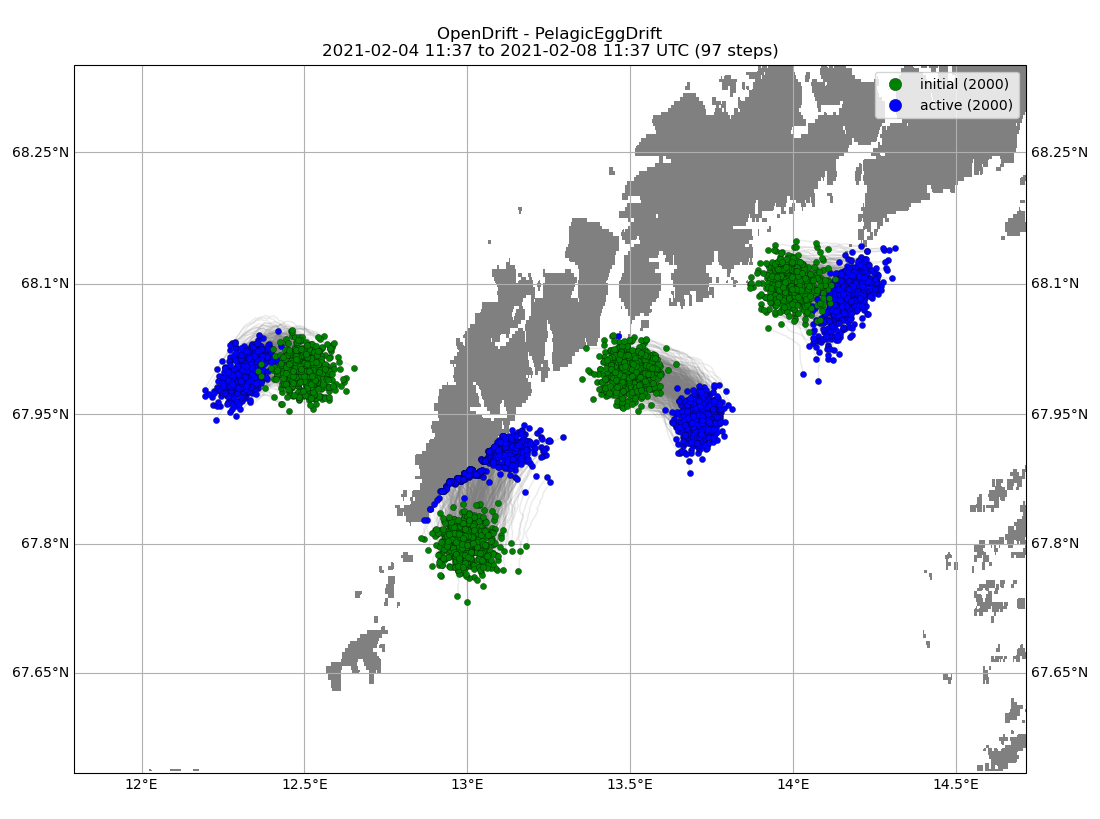 OpenDrift - PelagicEggDrift
2021-02-04 11:37 to 2021-02-08 11:37 UTC (97 steps)
initial (2000)
active (2000)
68.25°N
68.25°N
68.1°N
68.1°N
67.95°N
67.95°N
67.8°N
67.8°N
67.65°N
67.65°N
12°E
12.5°E
13°E
13.5°E
14°E
14.5°E